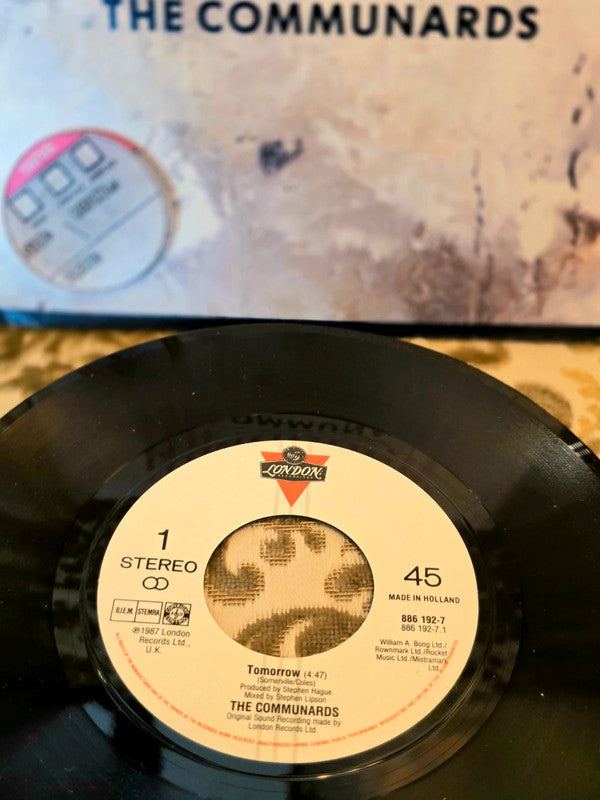 THE COMMUNARDS
LONDON
1
STEREO
45
MADE IN HOLLAND
886 192-7
886 192-7.1
B.I.E.M. STEMRA
℗1987 London
Records Ltd.,
U.K.
William A. Bong Ltd./
Rownmark Ltd./Rocket
Music Ltd./Mistramark
Ltd.
Tomorrow (4:47)
(Somerville/Coles)
Produced by Stephen Hague
Mixed by Stephen Lipson
THE COMMUNARDS
Original Sound Recording made by
London Records Ltd.